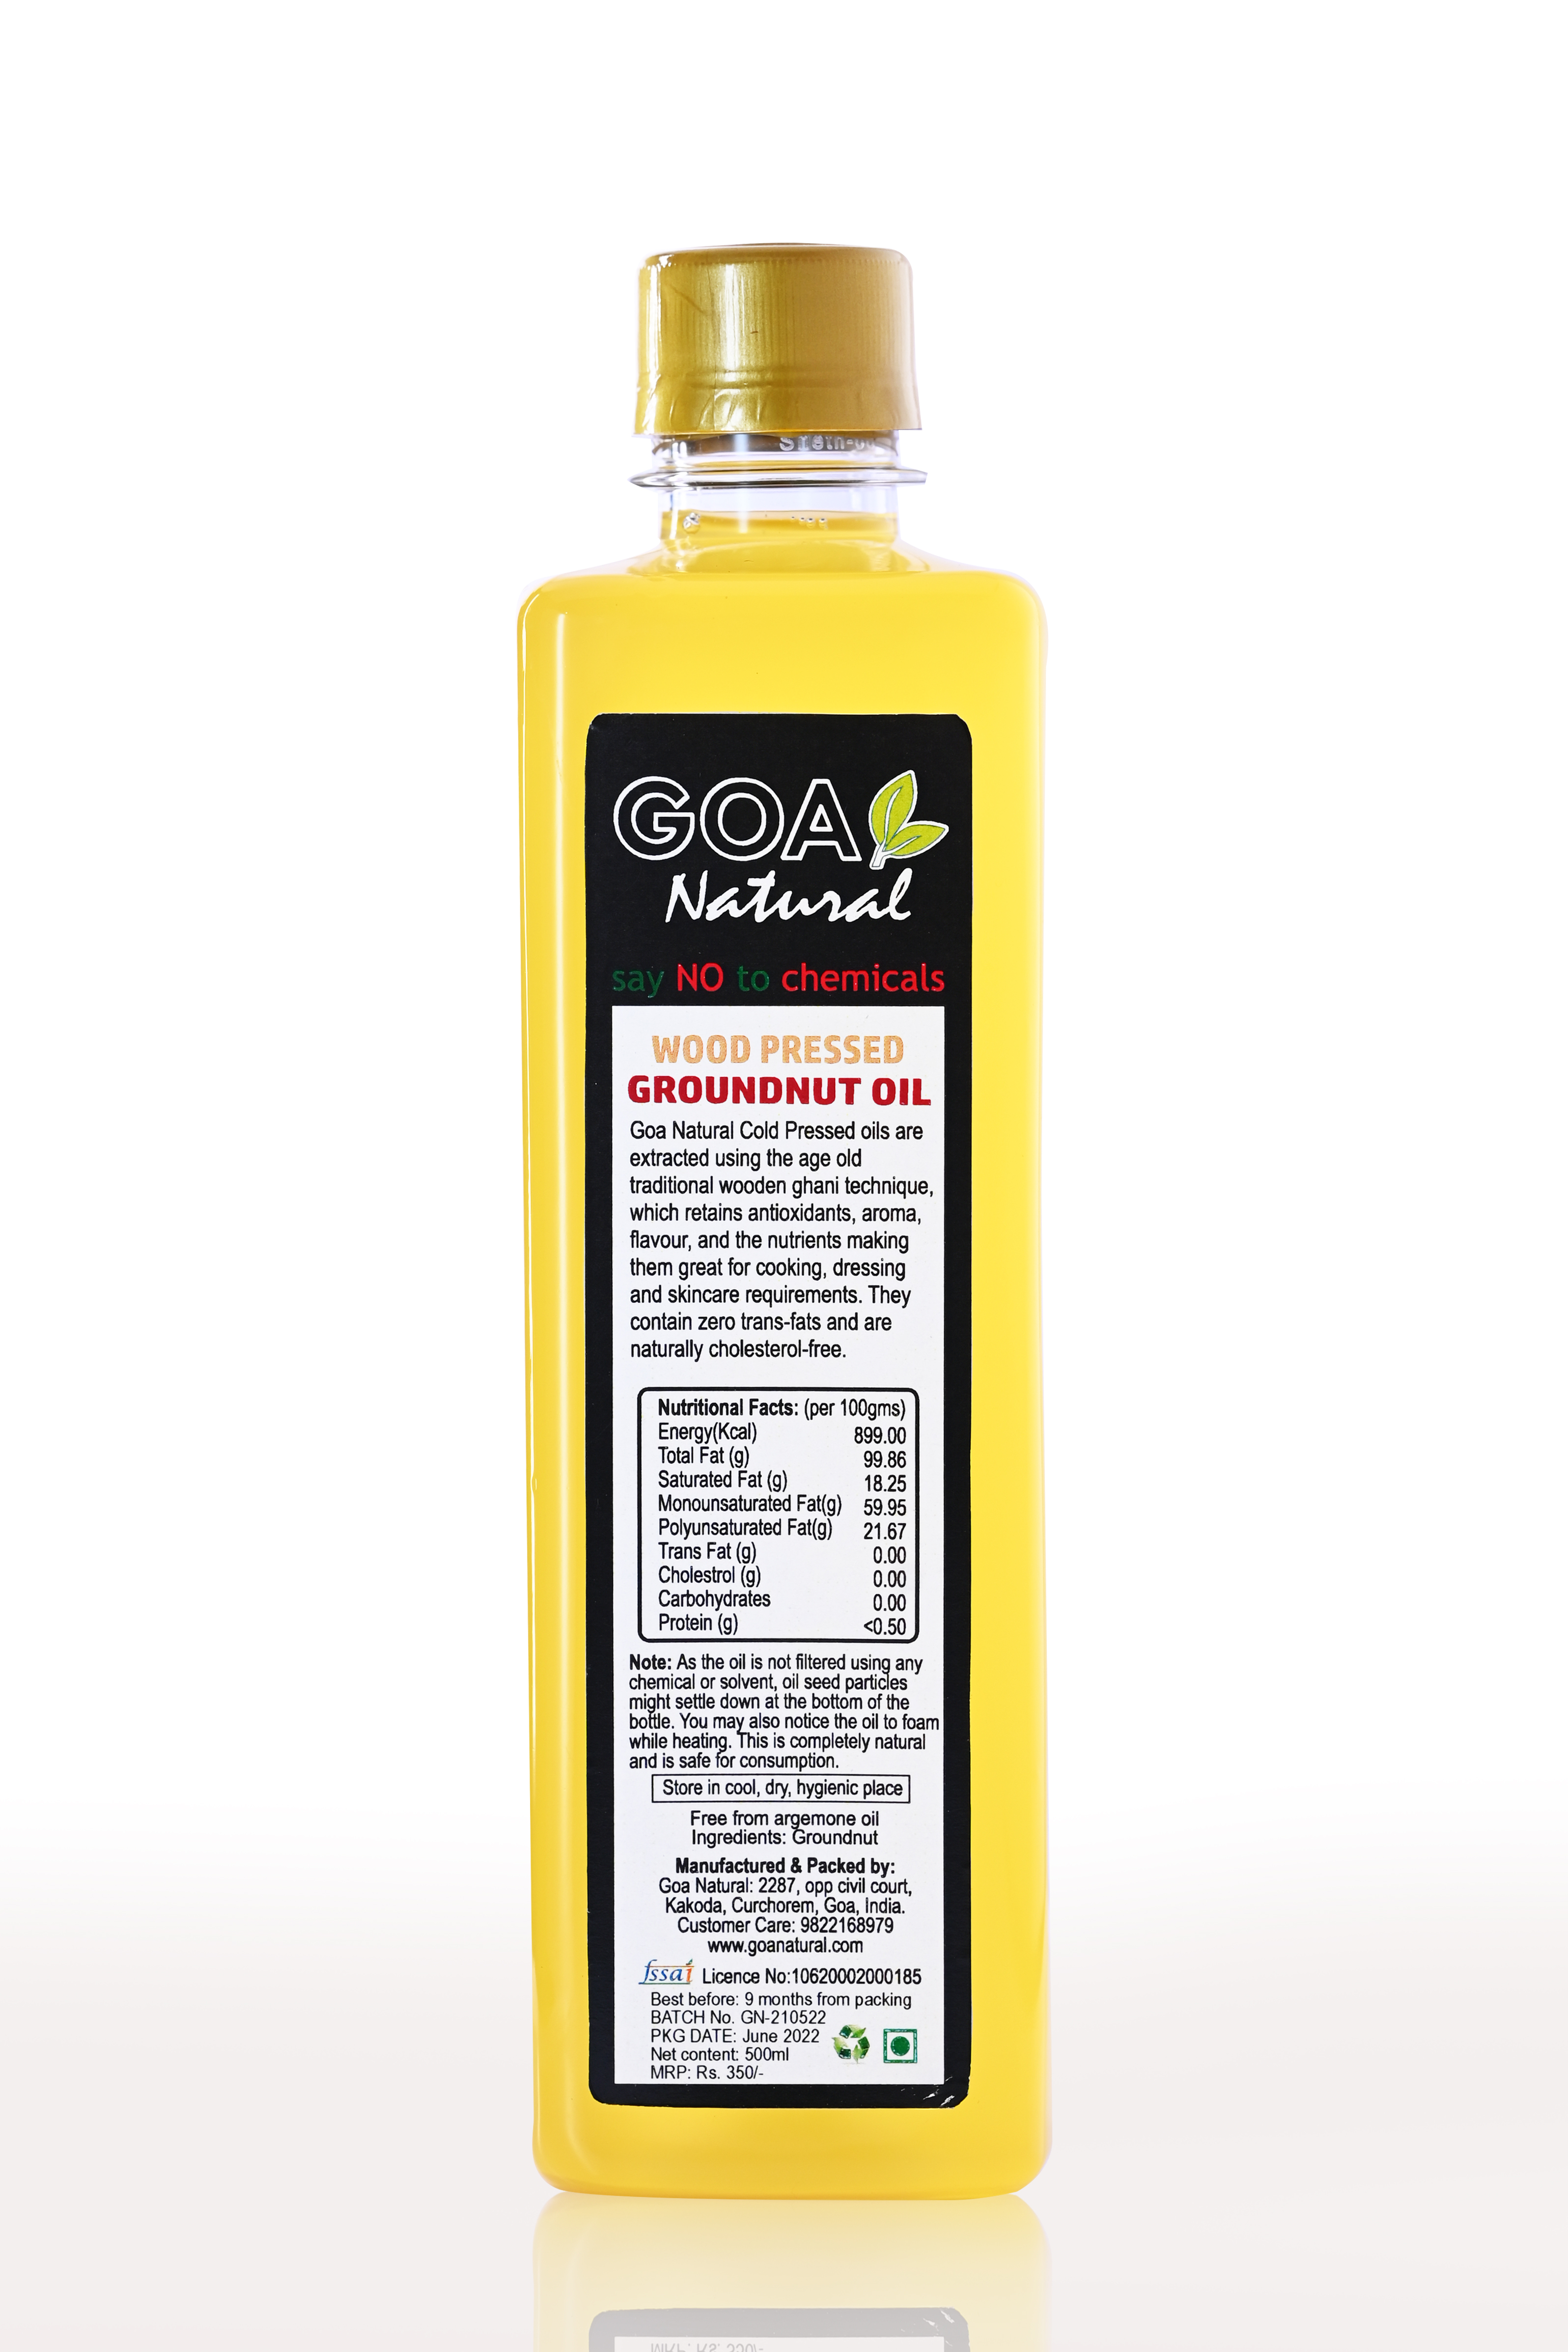 GOA
Natural
say NO to chemicals
WOOD PRESSED
GROUNDNUT OIL
Goa Natural Cold Pressed oils are
extracted using the age old
traditional wooden ghani technique,
which retains antioxidants, aroma,
flavour, and the nutrients making
them great for cooking, dressing
and skincare requirements. They
contain zero trans-fats and are
naturally cholesterol-free.
Nutritional Facts: (per 100gms)
Energy(Kcal) 899.00
Total Fat (g) 99.86
Saturated Fat (g) 18.25
Monounsaturated Fat(g) 59.95
Polyunsaturated Fat(g) 21.67
Trans Fat (g) 0.00
Cholestrol (g) 0.00
Carbohydrates 0.00
Protein (g) <0.50
Note: As the oil is not filtered using any
chemical or solvent, oil seed particles
might settle down at the bottom of the
bottle. You may also notice the oil to foam
while heating. This is completely natural
and is safe for consumption.
Store in cool, dry, hygienic place
Free from argemone oil
Ingredients: Groundnut
Manufactured & Packed by:
Goa Natural: 2287, opp civil court,
Kakoda, Curchorem, Goa, India.
Customer Care: 9822168979
www.goanatural.com
fssai Licence No:10620002000185
Best before: 9 months from packing
BATCH No. GN-210522
PKG DATE: June 2022
Net content: 500ml
MRP: Rs. 350/-